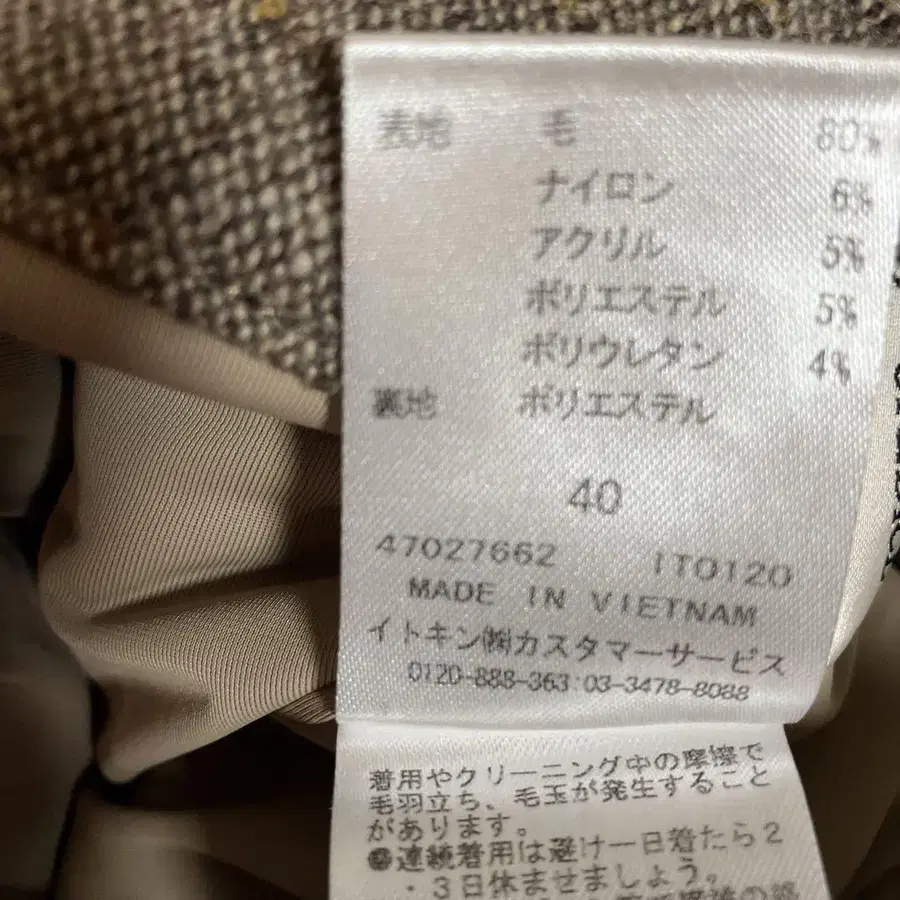 表地 毛 80%
ナイロン 6%
アクリル 5%
ポリエステル 5%
ポリウレタン 4%
裏地 ポリエステル
40
47027662 IT0120
MADE IN VIETNAM
イトキン㈱カスタマーサービス
0120-888-363:03-3478-8088
着用やクリーニング中の摩擦で
毛羽立ち、毛玉が発生すること
があります。
●連続着用は避け一日着たら2
・3日休ませましょう。